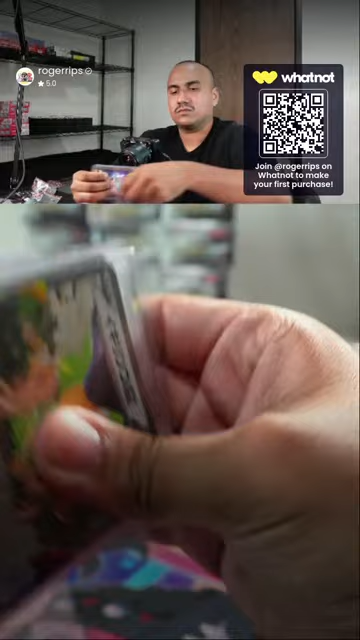 rogerrips
5.0
whatnot
Join @rogerrips on
Whatnot to make
your first purchase!